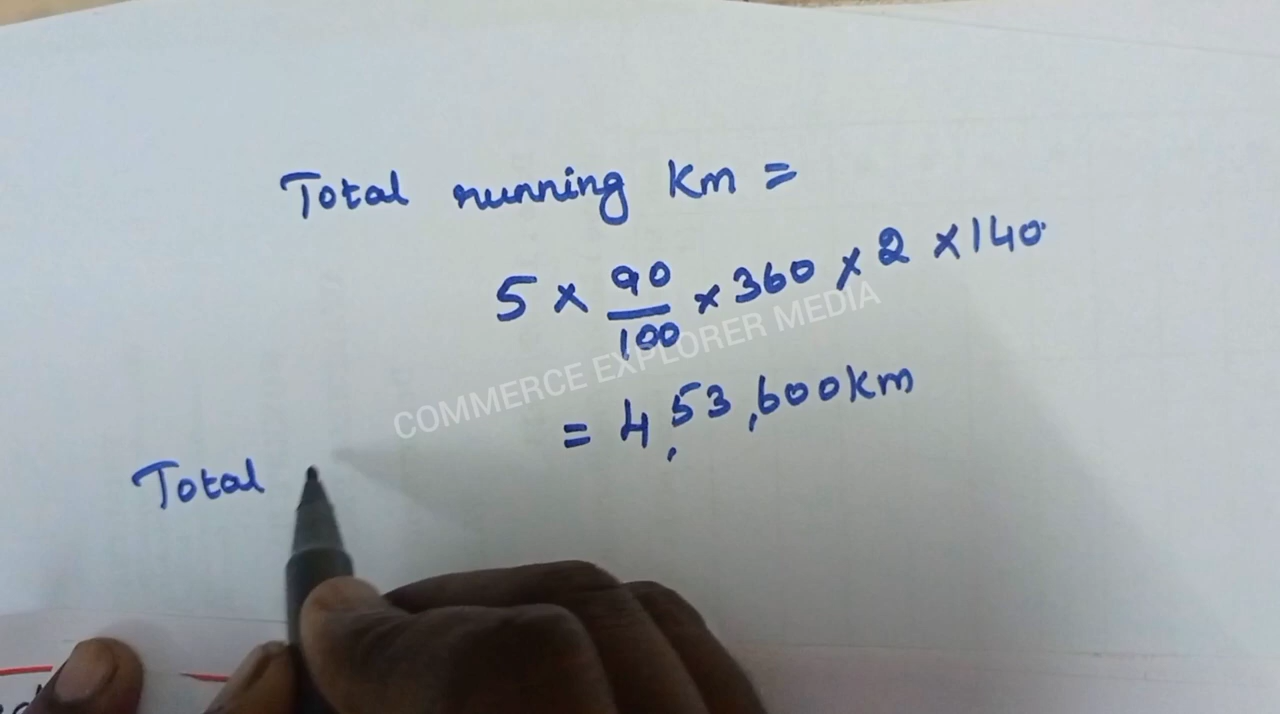 Total running Km =
5 × 90/100 × 360 × 2 × 140
= 4,53,600km
Total
COMMERCE EXPLORER MEDIA